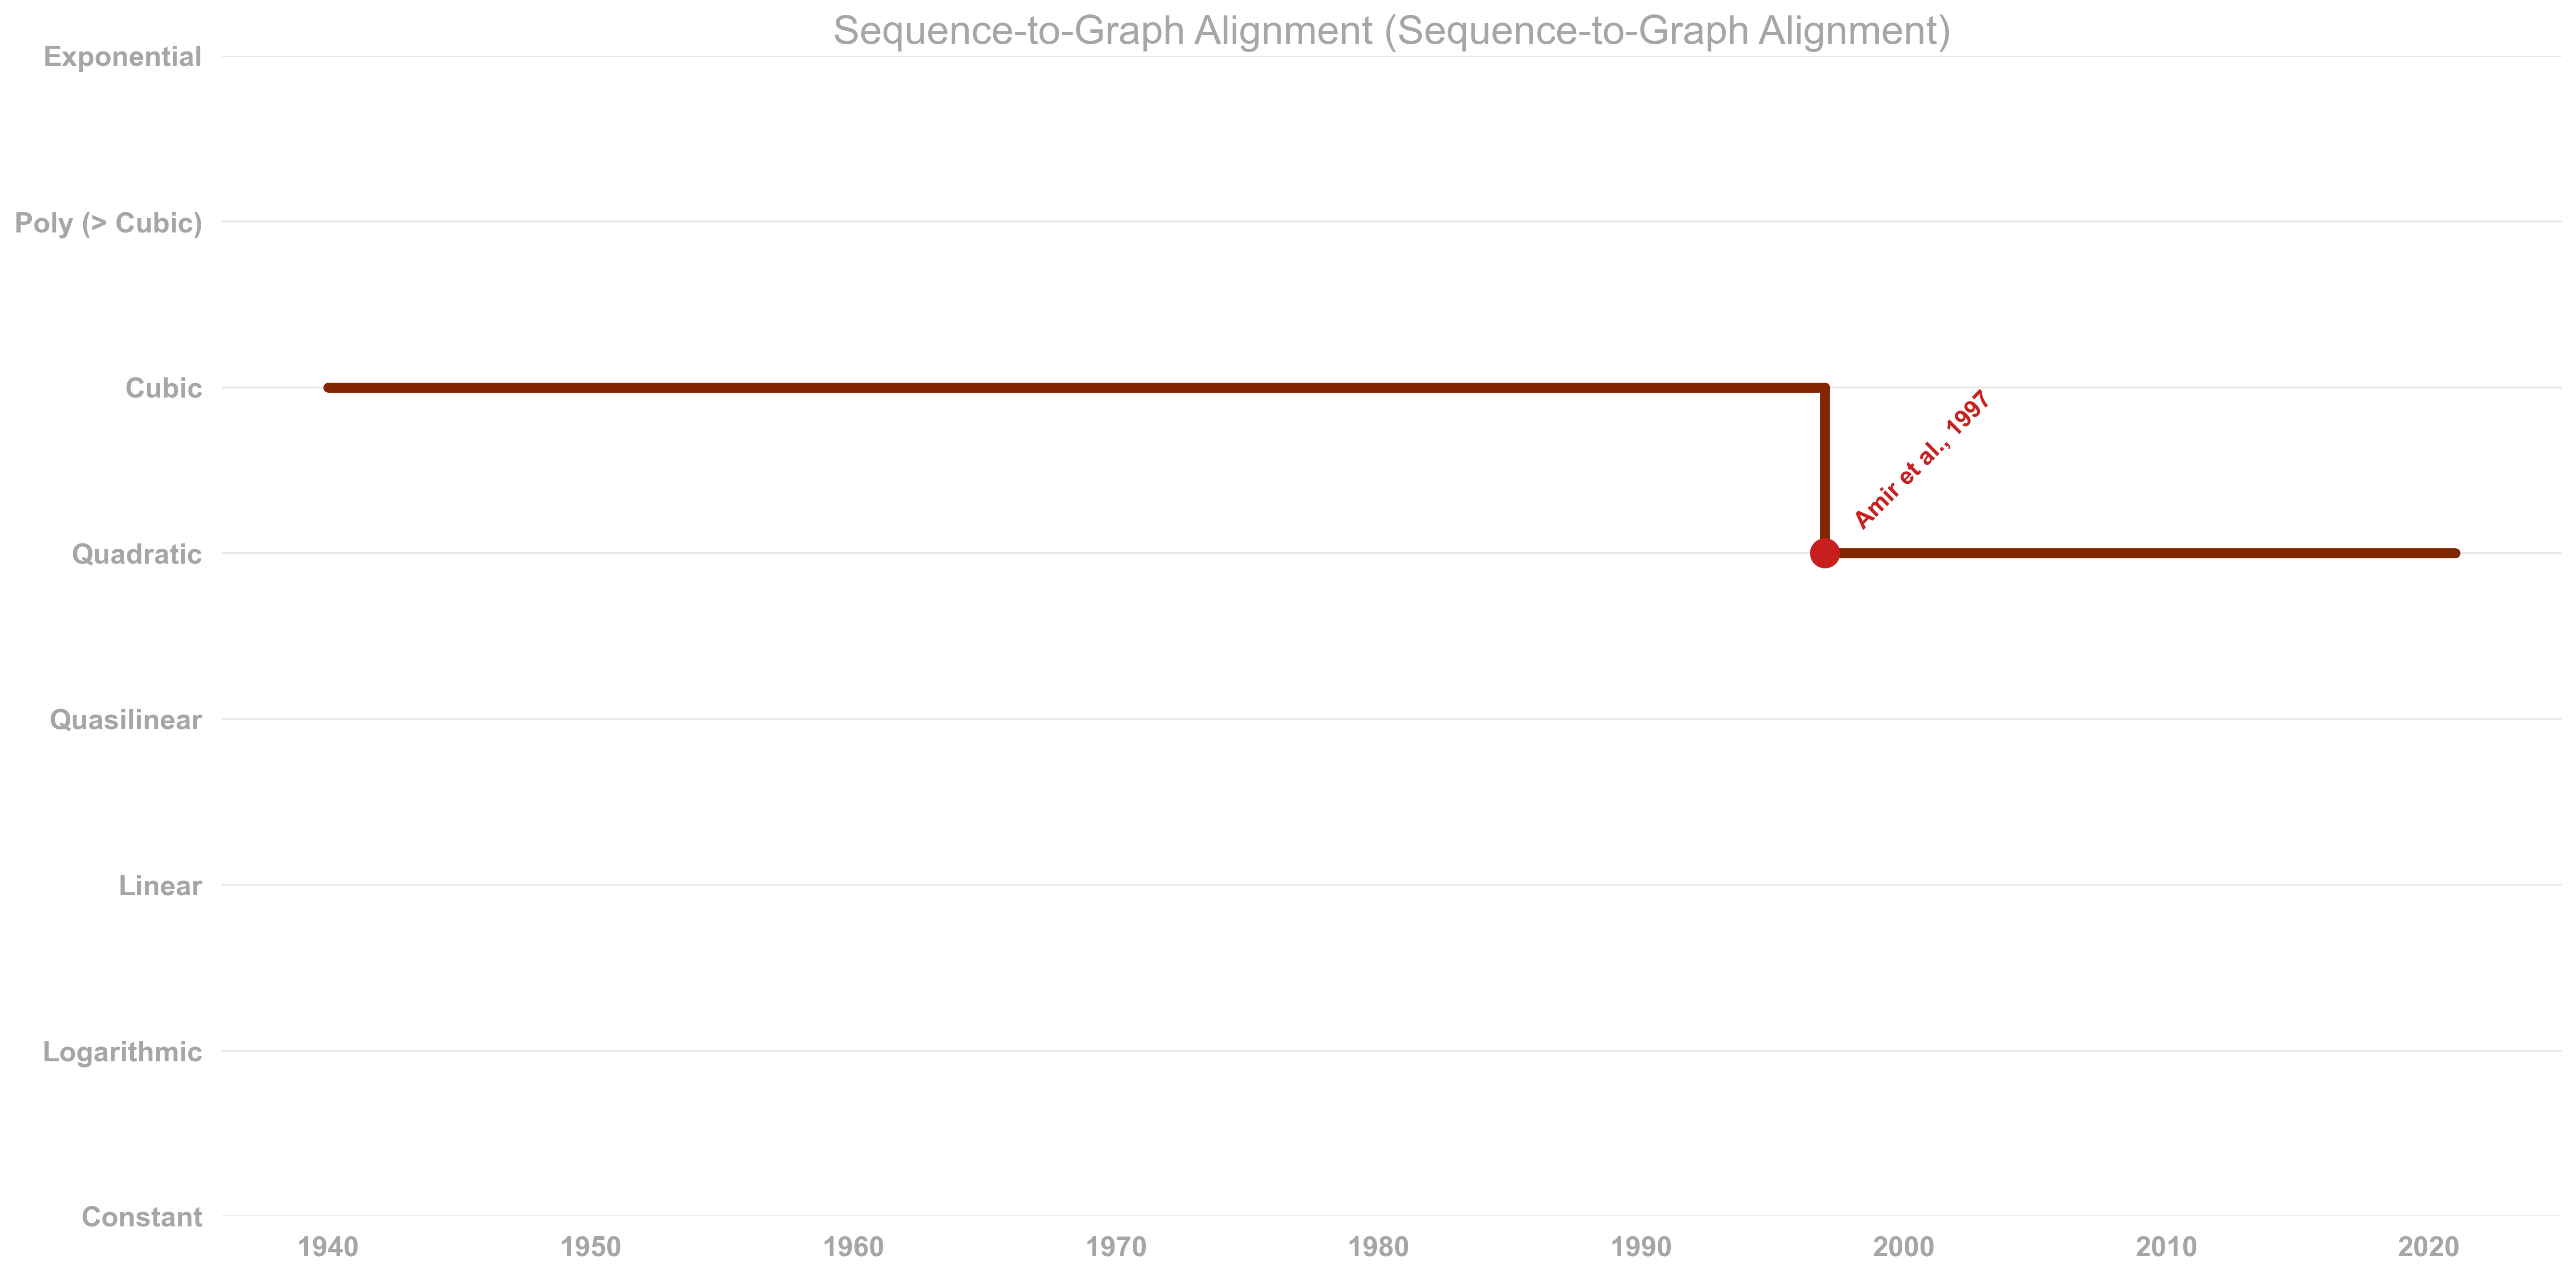 Sequence-to-Graph Alignment (Sequence-to-Graph Alignment)
Exponential
Poly (> Cubic)
Cubic
Amir et al., 1997
Quadratic
Quasilinear
Linear
Logarithmic
Constant
1940 1950 1960 1970 1980 1990 2000 2010 2020